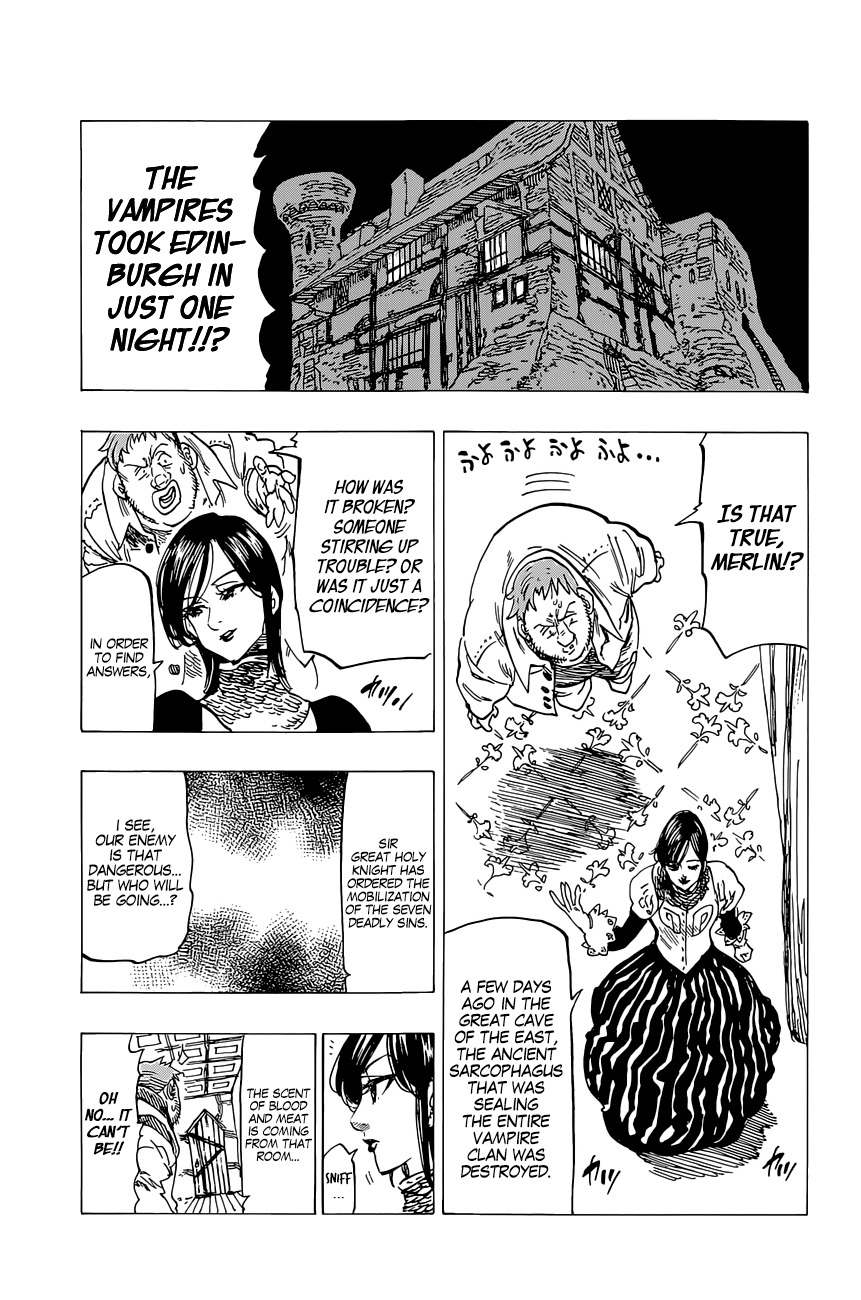 THE
VAMPIRES
TOOK EDIN-
BURGH IN
JUST ONE
NIGHT!!?
IS THAT
TRUE,
MERLIN!?
ふよ ふよ ふよ ふよ...
A FEW DAYS
AGO IN THE
GREAT CAVE
OF THE EAST,
THE ANCIENT
SARCOPHAGUS
THAT WAS
SEALING
THE ENTIRE
VAMPIRE
CLAN WAS
DESTROYED.
HOW WAS
IT BROKEN?
SOMEONE
STIRRING UP
TROUBLE? OR
WAS IT JUST A
COINCIDENCE?
IN ORDER
TO FIND
ANSWERS,
SIR
GREAT HOLY
KNIGHT HAS
ORDERED THE
MOBILIZATION
OF THE SEVEN
DEADLY SINS.
I SEE,
OUR ENEMY
IS THAT
DANGEROUS...
BUT WHO WILL
BE GOING...?
SNIFF
...
THE SCENT
OF BLOOD
AND MEAT
IS COMING
FROM THAT
ROOM...
OH
NO... IT
CAN'T
BE!!